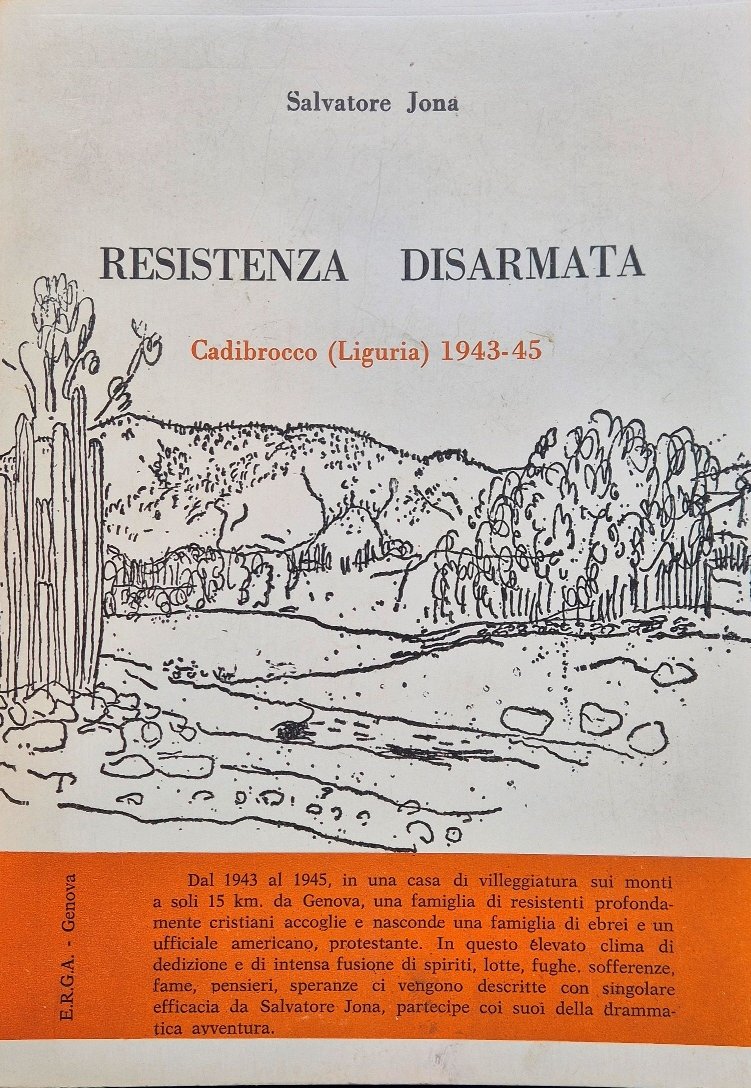 Salvatore Jona
RESISTENZA DISARMATA
Cadibrocco (Liguria) 1943-45
E.R.G.A. - Genova
Dal 1943 al 1945, in una casa di villeggiatura sui monti
a soli 15 km. da Genova, una famiglia di resistenti profonda-
mente cristiani accoglie e nasconde una famiglia di ebrei e un
ufficiale americano, protestante. In questo elevato clima di
dedizione e di intensa fusione di spiriti, lotte, fughe. sofferenze,
fame, pensieri, speranze ci vengono descritte con singolare
efficacia da Salvatore Jona, partecipe coi suoi della dramma-
tica avventura.